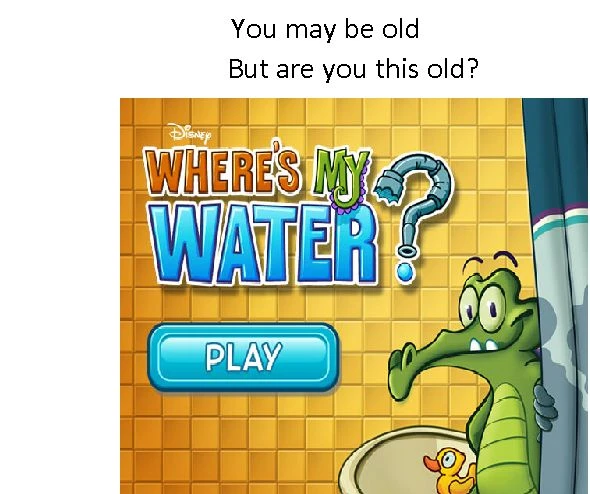 You may be old
But are you this old?
Disney
WHERE'S MY
WATER?
PLAY